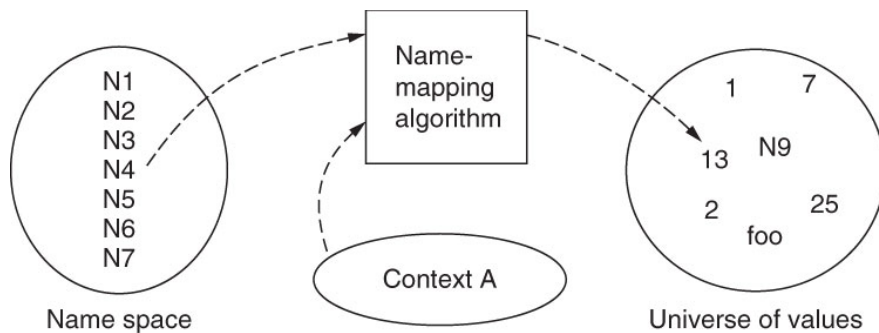 N1
N2
N3
N4
N5
N6
N7
Name space
Name-
mapping
algorithm
Context A
1
7
13
N9
2
25
foo
Universe of values